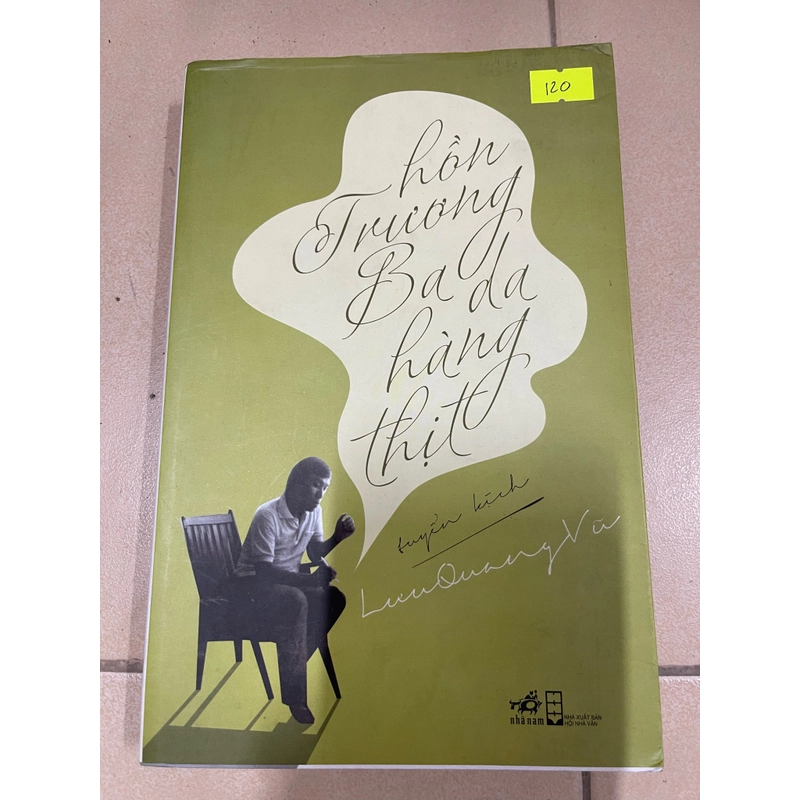 120
hồn
Trương
Ba da
hàng
thịt
tuyển kịch
Lưu Quang Vũ
nhã nam
NHÀ XUẤT BẢN
HỘI NHÀ VĂN